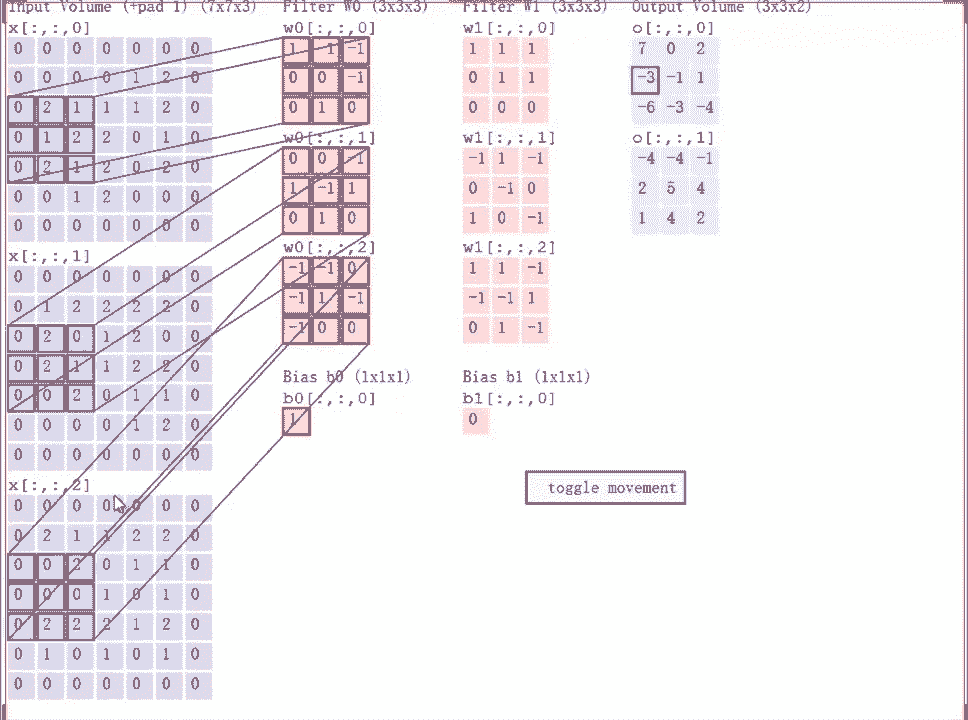 Input Volume (+pad 1) (7x7x3)
x[:,:,0]
0 0 0 0 0 0 0
0 0 0 0 1 2 0
0 2 1 1 1 2 0
0 1 2 2 0 1 0
0 2 1 2 0 2 0
0 0 1 2 0 0 0
0 0 0 0 0 0 0
x[:,:,1]
0 0 0 0 0 0 0
0 1 2 2 2 2 0
0 2 0 1 2 0 0
0 2 1 1 2 2 0
0 0 2 0 1 1 0
0 0 0 0 1 2 0
0 0 0 0 0 0 0
x[:,:,2]
0 0 0 0 0 0 0
0 2 1 1 2 2 0
0 0 2 0 1 1 0
0 0 0 1 0 1 0
0 2 2 2 1 2 0
0 1 0 1 0 1 0
0 0 0 0 0 0 0
Filter W0 (3x3x3)
w0[:,:,0]
1 -1 -1
0 0 -1
0 1 0
w0[:,:,1]
0 0 -1
1 -1 1
0 1 0
w0[:,:,2]
-1 -1 0
-1 1 -1
-1 0 0
Bias b0 (1x1x1)
b0[:,:,0]
1
Filter W1 (3x3x3)
w1[:,:,0]
1 1 1
0 1 1
0 0 0
w1[:,:,1]
-1 1 -1
0 -1 0
1 0 -1
w1[:,:,2]
1 1 -1
-1 -1 1
0 1 -1
Bias b1 (1x1x1)
b1[:,:,0]
0
Output Volume (3x3x2)
o[:,:,0]
7 0 2
-3 -1 1
-6 -3 -4
o[:,:,1]
-4 -4 -1
2 5 4
1 4 2
toggle movement